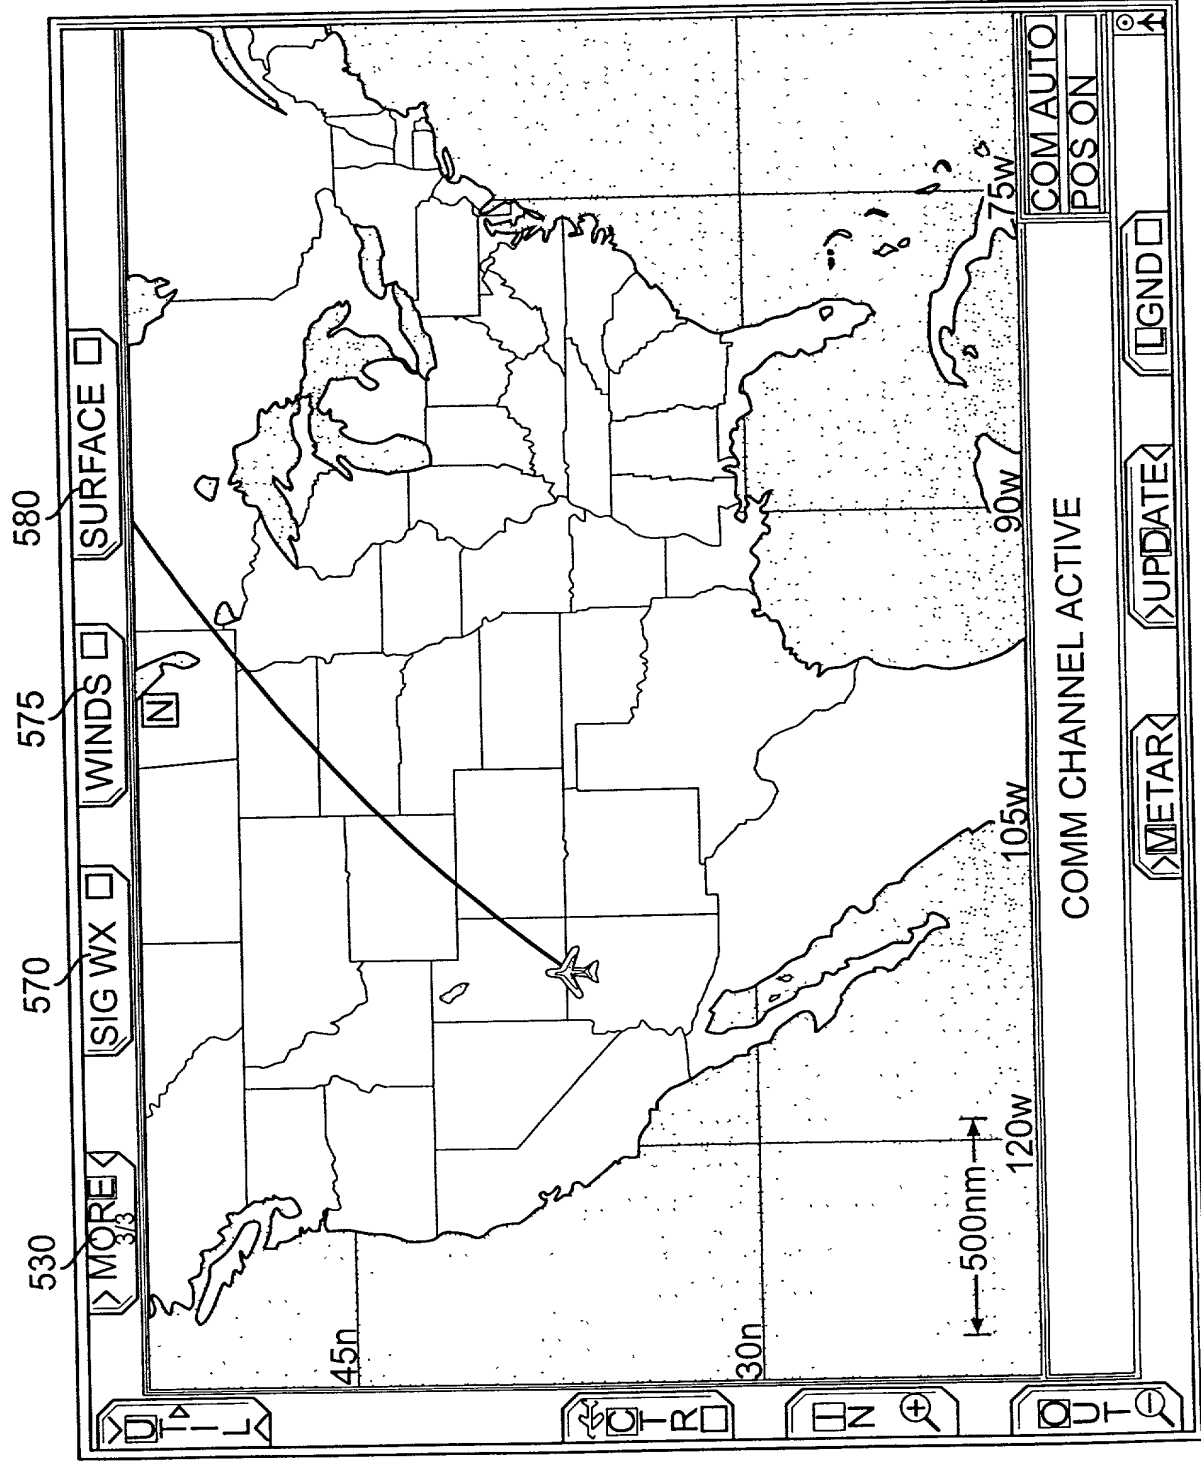 530
570
575
580
>MORE<
3/3
SIG WX
WINDS
SURFACE
UTIL
CTR
IN
OUT
N
45n
30n
500nm
120w
105w
90w
75w
COMM CHANNEL ACTIVE
COM AUTO
POS ON
>METAR<
>UPDATE<
LGND